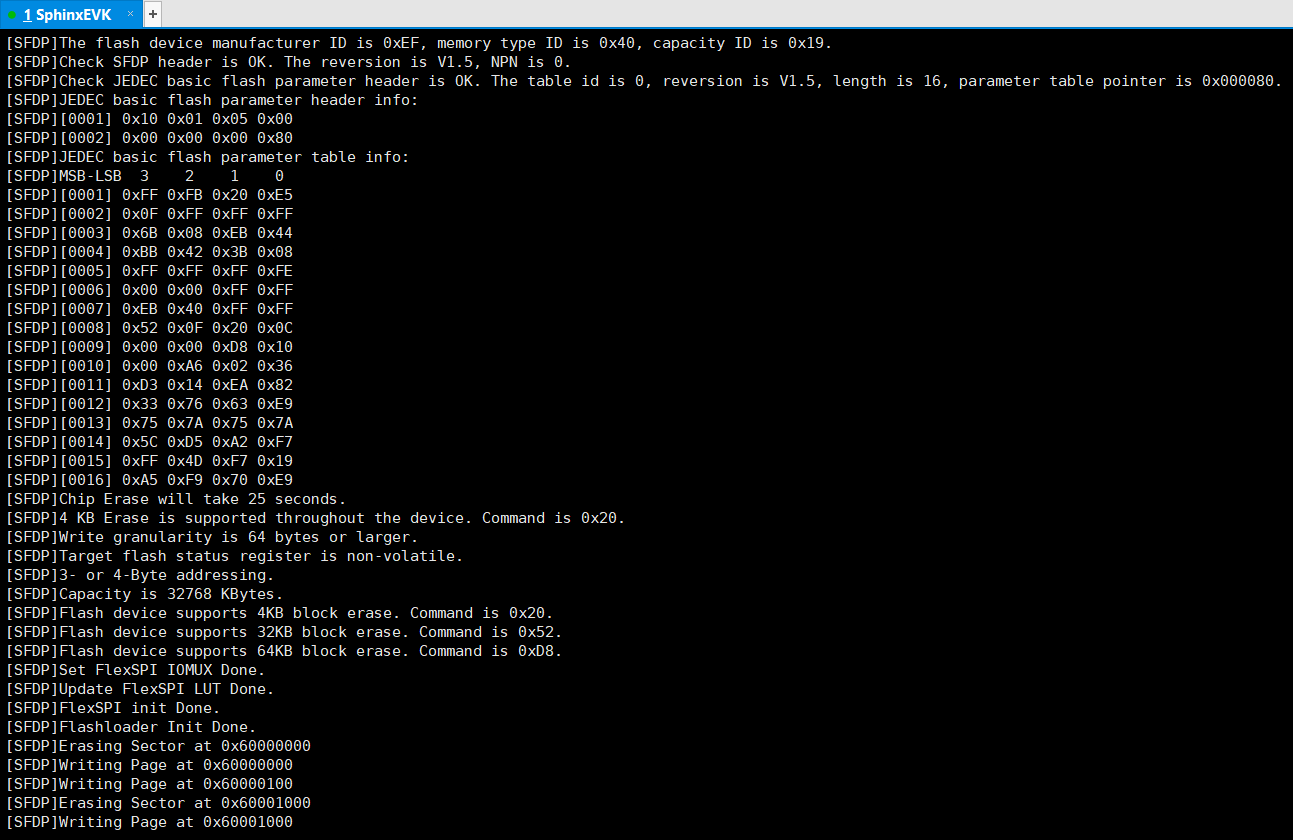 1 SphinxEVK × +
[SFDP]The flash device manufacturer ID is 0xEF, memory type ID is 0x40, capacity ID is 0x19.
[SFDP]Check SFDP header is OK. The reversion is V1.5, NPN is 0.
[SFDP]Check JEDEC basic flash parameter header is OK. The table id is 0, reversion is V1.5, length is 16, parameter table pointer is 0x000080.
[SFDP]JEDEC basic flash parameter header info:
[SFDP][0001] 0x10 0x01 0x05 0x00
[SFDP][0002] 0x00 0x00 0x00 0x80
[SFDP]JEDEC basic flash parameter table info:
[SFDP]MSB-LSB  3    2    1    0
[SFDP][0001] 0xFF 0xFB 0x20 0xE5
[SFDP][0002] 0x0F 0xFF 0xFF 0xFF
[SFDP][0003] 0x6B 0x08 0xEB 0x44
[SFDP][0004] 0xBB 0x42 0x3B 0x08
[SFDP][0005] 0xFF 0xFF 0xFF 0xFE
[SFDP][0006] 0x00 0x00 0xFF 0xFF
[SFDP][0007] 0xEB 0x40 0xFF 0xFF
[SFDP][0008] 0x52 0x0F 0x20 0x0C
[SFDP][0009] 0x00 0x00 0xD8 0x10
[SFDP][0010] 0x00 0xA6 0x02 0x36
[SFDP][0011] 0xD3 0x14 0xEA 0x82
[SFDP][0012] 0x33 0x76 0x63 0xE9
[SFDP][0013] 0x75 0x7A 0x75 0x7A
[SFDP][0014] 0x5C 0xD5 0xA2 0xF7
[SFDP][0015] 0xFF 0x4D 0xF7 0x19
[SFDP][0016] 0xA5 0xF9 0x70 0xE9
[SFDP]Chip Erase will take 25 seconds.
[SFDP]4 KB Erase is supported throughout the device. Command is 0x20.
[SFDP]Write granularity is 64 bytes or larger.
[SFDP]Target flash status register is non-volatile.
[SFDP]3- or 4-Byte addressing.
[SFDP]Capacity is 32768 KBytes.
[SFDP]Flash device supports 4KB block erase. Command is 0x20.
[SFDP]Flash device supports 32KB block erase. Command is 0x52.
[SFDP]Flash device supports 64KB block erase. Command is 0xD8.
[SFDP]Set FlexSPI IOMUX Done.
[SFDP]Update FlexSPI LUT Done.
[SFDP]FlexSPI init Done.
[SFDP]Flashloader Init Done.
[SFDP]Erasing Sector at 0x60000000
[SFDP]Writing Page at 0x60000000
[SFDP]Writing Page at 0x60000100
[SFDP]Erasing Sector at 0x60001000
[SFDP]Writing Page at 0x60001000